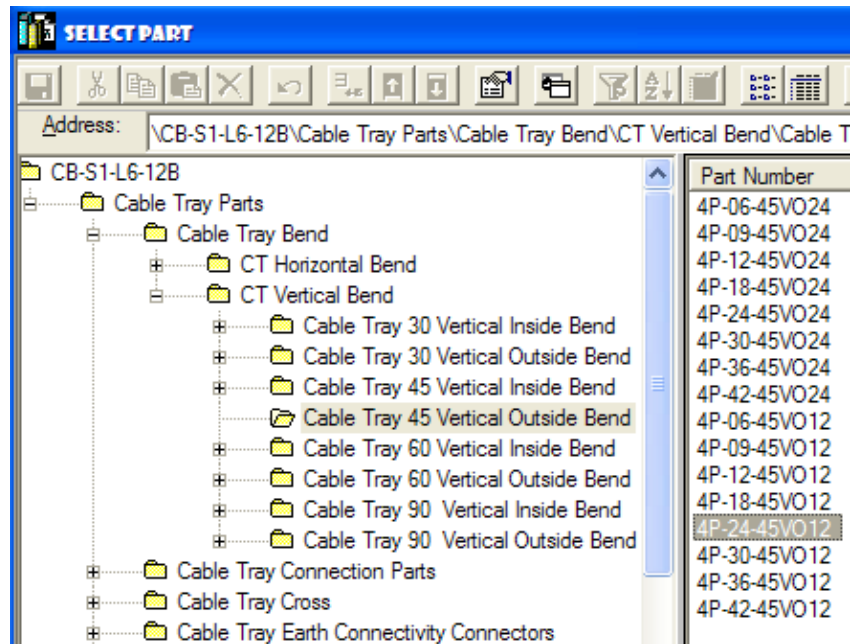 SELECT PART
Address: \CB-S1-L6-12B\Cable Tray Parts\Cable Tray Bend\CT Vertical Bend\Cable T
CB-S1-L6-12B
Cable Tray Parts
Cable Tray Bend
CT Horizontal Bend
CT Vertical Bend
Cable Tray 30 Vertical Inside Bend
Cable Tray 30 Vertical Outside Bend
Cable Tray 45 Vertical Inside Bend
Cable Tray 45 Vertical Outside Bend
Cable Tray 60 Vertical Inside Bend
Cable Tray 60 Vertical Outside Bend
Cable Tray 90 Vertical Inside Bend
Cable Tray 90 Vertical Outside Bend
Cable Tray Connection Parts
Cable Tray Cross
Cable Tray Earth Connectivity Connectors
Part Number
4P-06-45VO24
4P-09-45VO24
4P-12-45VO24
4P-18-45VO24
4P-24-45VO24
4P-30-45VO24
4P-36-45VO24
4P-42-45VO24
4P-06-45VO12
4P-09-45VO12
4P-12-45VO12
4P-18-45VO12
4P-24-45VO12
4P-30-45VO12
4P-36-45VO12
4P-42-45VO12